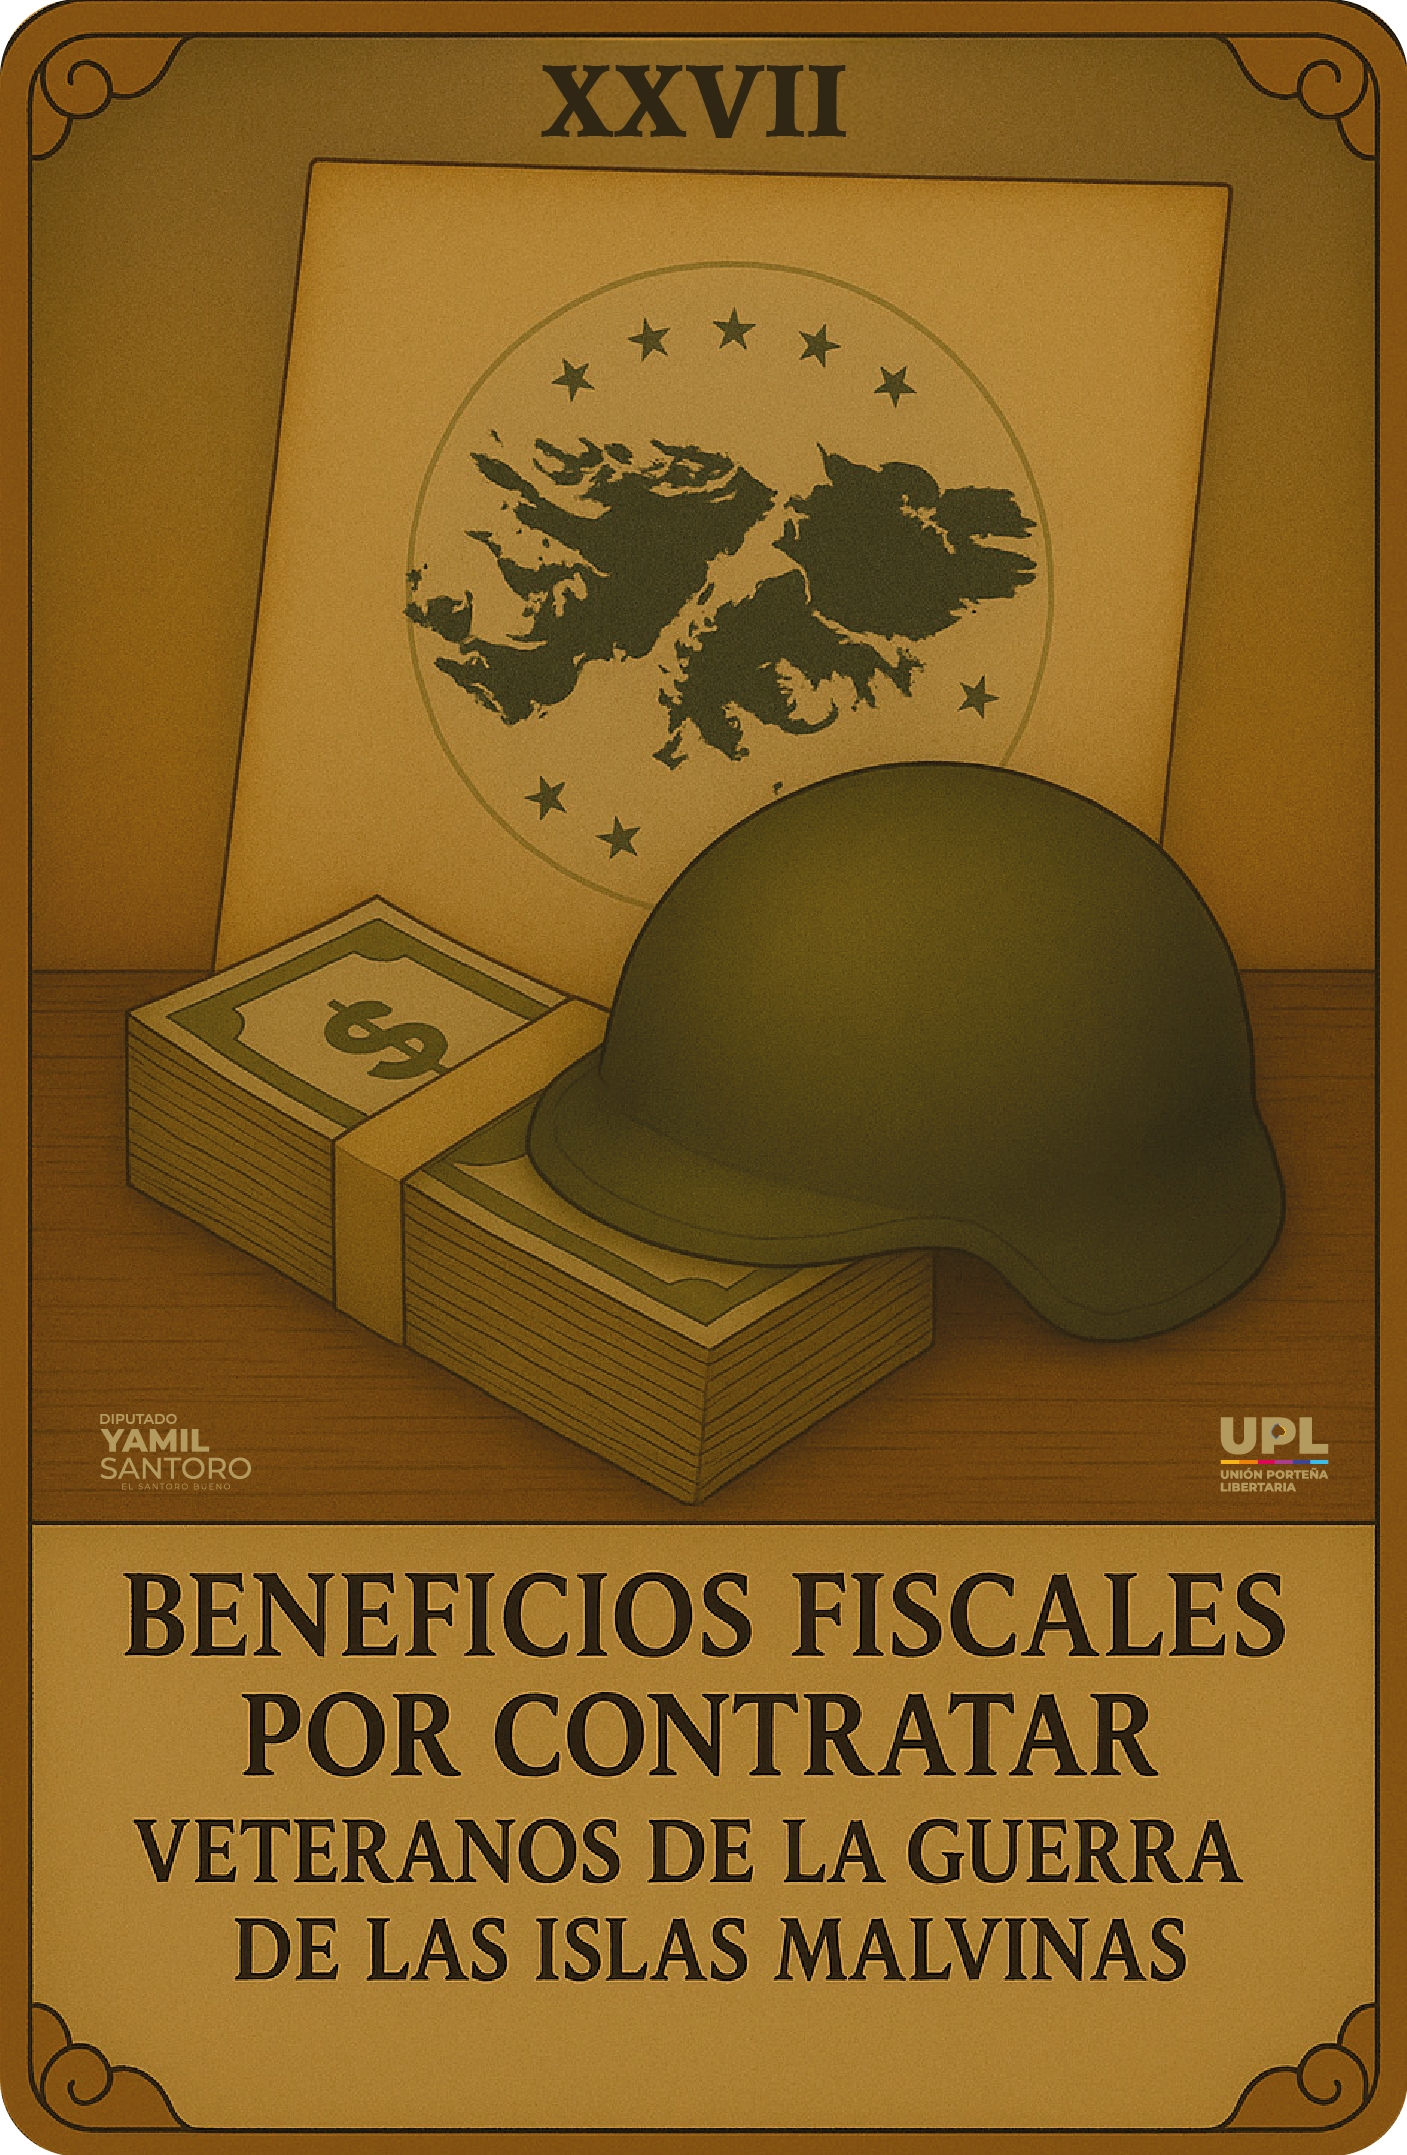 XXVII
$
DIPUTADO
YAMIL
SANTORO
EL SANTORO BUENO
UPL
UNIÓN PORTEÑA
LIBERTARIA
BENEFICIOS FISCALES
POR CONTRATAR
VETERANOS DE LA GUERRA
DE LAS ISLAS MALVINAS